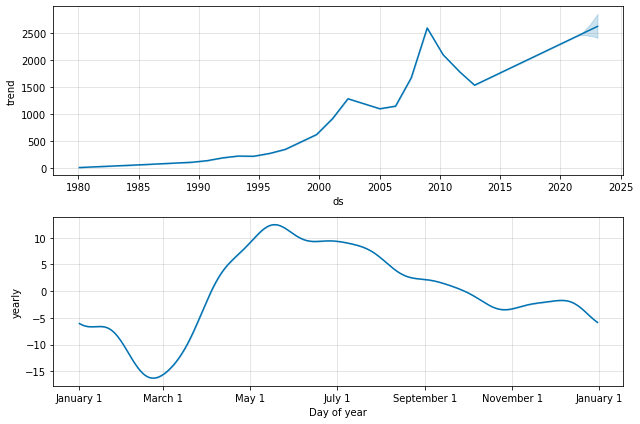 trend
2500
2000
1500
1000
500
0
1980 1985 1990 1995 2000 2005 2010 2015 2020 2025
ds
yearly
10
5
0
−5
−10
−15
January 1 March 1 May 1 July 1 September 1 November 1 January 1
Day of year